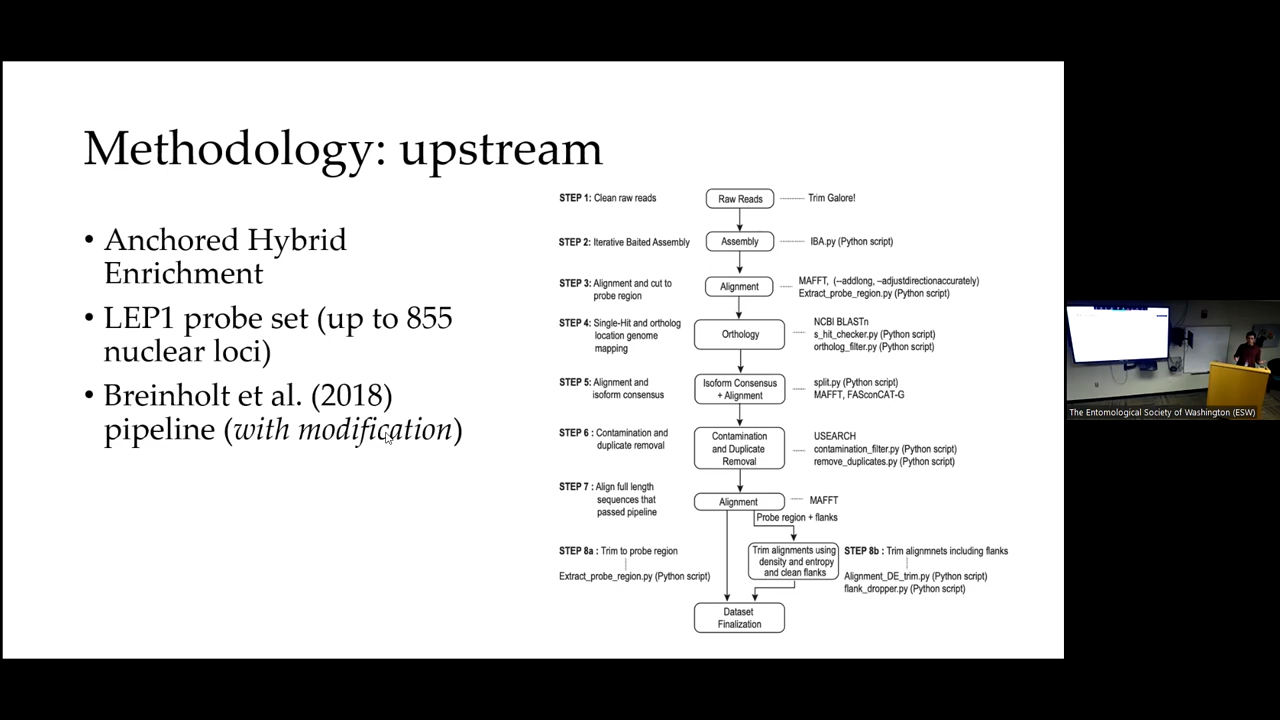 Methodology: upstream
• Anchored Hybrid
Enrichment
• LEP1 probe set (up to 855
nuclear loci)
• Breinholt et al. (2018)
pipeline (with modification)
STEP 1: Clean raw reads
Raw Reads
Trim Galore!
STEP 2: Iterative Baited Assembly
Assembly
IBA.py (Python script)
STEP 3: Alignment and cut to
probe region
Alignment
MAFFT, (--addlong, –adjustdirectionaccurately)
Extract_probe_region.py (Python script)
STEP 4: Single-Hit and ortholog
location genome
mapping
Orthology
NCBI BLASTn
s_hit_checker.py (Python script)
ortholog_filter.py (Python script)
STEP 5: Alignment and
isoform consensus
Isoform Consensus
+ Alignment
split.py (Python script)
MAFFT, FASconCAT-G
STEP 6 : Contamination and
duplicate removal
Contamination
and Duplicate
Removal
USEARCH
contamination_filter.py (Python script)
remove_duplicates.py (Python script)
STEP 7 : Align full length
sequences that
passed pipeline
Alignment
MAFFT
Probe region + flanks
STEP 8a : Trim to probe region
Extract_probe_region.py (Python script)
Trim alignments using
density and entropy
and clean flanks
STEP 8b : Trim alignmnets including flanks
Alignment_DE_trim.py (Python script)
flank_dropper.py (Python script)
Dataset
Finalization
The Entomological Society of Washington (ESW)